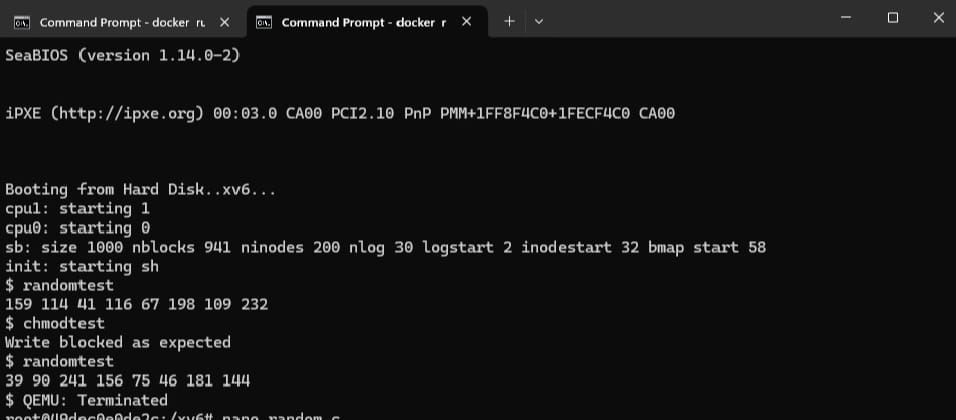 Command Prompt - docker ru
Command Prompt - docker r
SeaBIOS (version 1.14.0-2)
iPXE (http://ipxe.org) 00:03.0 CA00 PCI2.10 PnP PMM+1FF8F4C0+1FECF4C0 CA00
Booting from Hard Disk..xv6...
cpu1: starting 1
cpu0: starting 0
sb: size 1000 nblocks 941 ninodes 200 nlog 30 logstart 2 inodestart 32 bmap start 58
init: starting sh
$ randomtest
159 114 41 116 67 198 109 232
$ chmodtest
Write blocked as expected
$ randomtest
39 90 241 156 75 46 181 144
$ QEMU: Terminated
nano random.c